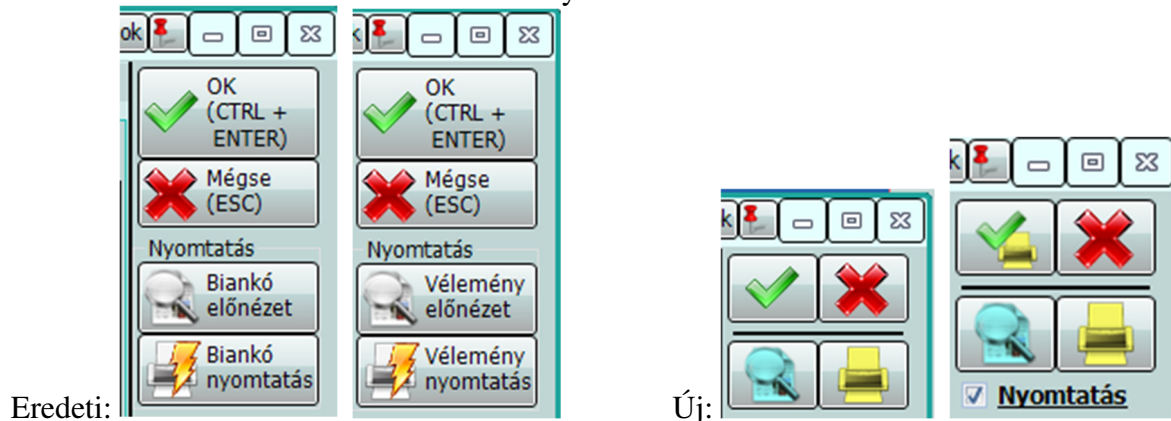 ok
k
OK
(CTRL +
ENTER)
Mégse
(ESC)
Nyomtatás
Biankó
előnézet
Biankó
nyomtatás
OK
(CTRL +
ENTER)
Mégse
(ESC)
Nyomtatás
Vélemény
előnézet
Vélemény
nyomtatás
Eredeti:
Új:
k
k
Nyomtatás